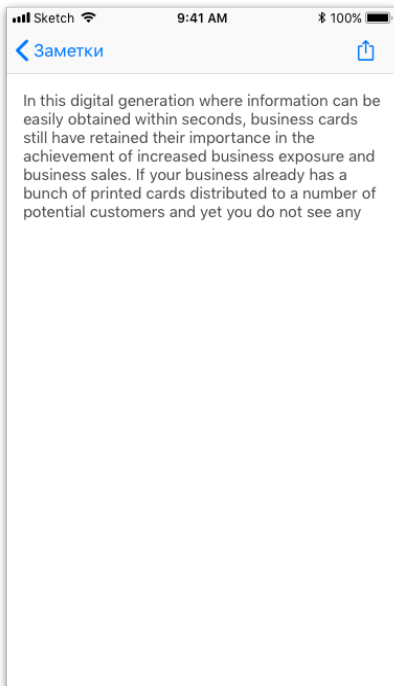 Sketch 9:41 AM 100%
Заметки
In this digital generation where information can be
easily obtained within seconds, business cards
still have retained their importance in the
achievement of increased business exposure and
business sales. If your business already has a
bunch of printed cards distributed to a number of
potential customers and yet you do not see any